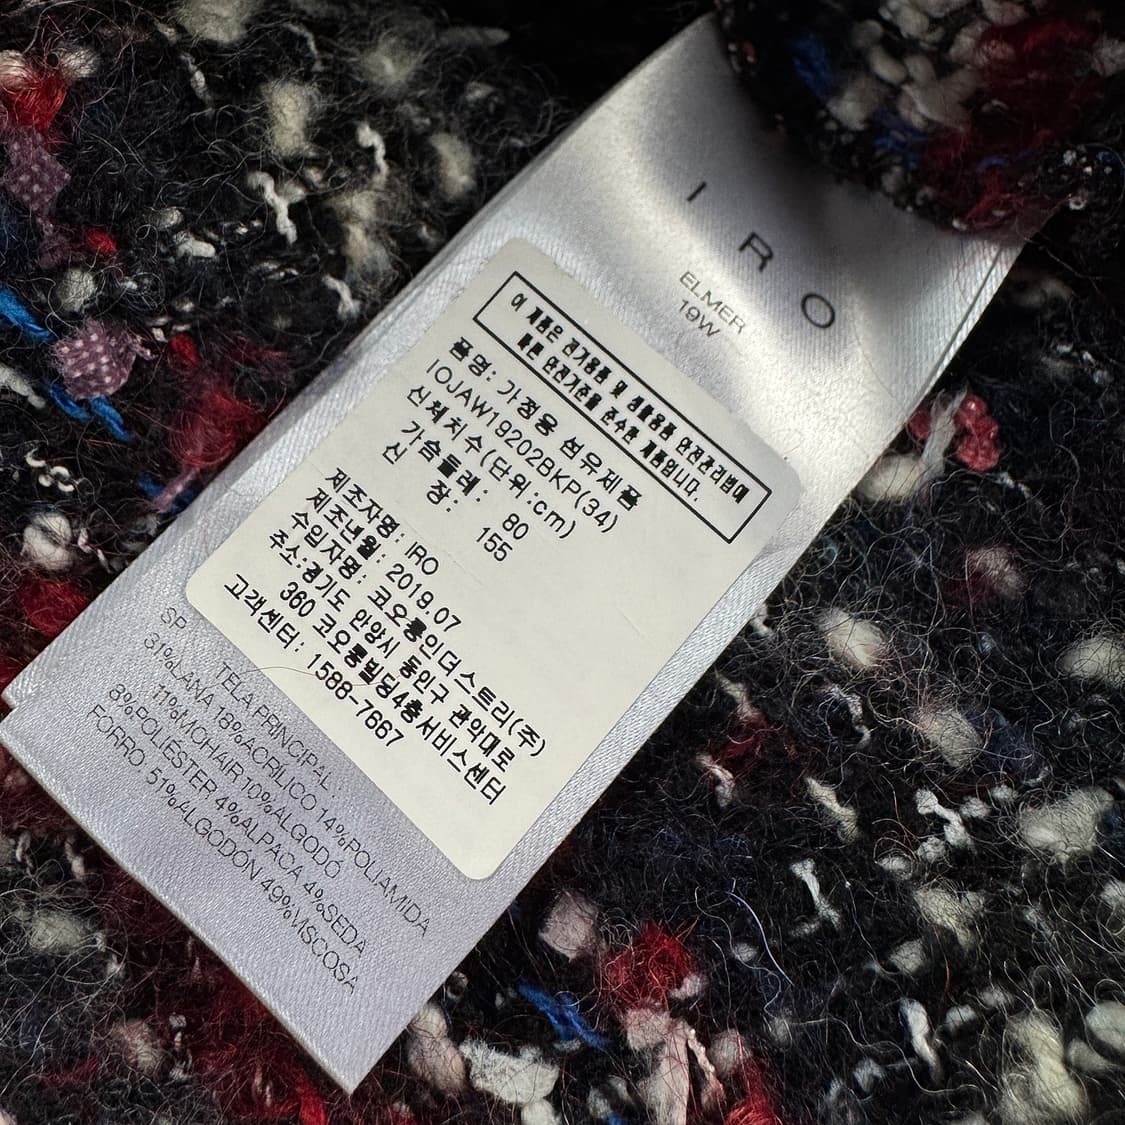 I R O
ELMER
19W
이 제품은 전기용품 및 생활용품 안전관리법에
따른 안전기준을 준수한 제품입니다.
품명: 가정용 섬유제품
IOJAW19202BKP(34)
신체치수(단위:cm)
가슴둘레: 80
신 장: 155
제조자명: IRO
제조년월: 2019.07
수입자명: 코오롱인더스트리(주)
주소:경기도 안양시 동안구 관악대로
360 코오롱빌딩4층서비스센터
고객센터: 1588-7667
SP
TELA PRINCIPAL :
31%LANA 18%ACRILICO 14%POLIAMIDA
11%MOHAIR 10%ALGODÓ
8%POLIÉSTER 4%ALPACA 4%SEDA
FORRO: 51%ALGODÓN 49%VISCOSA